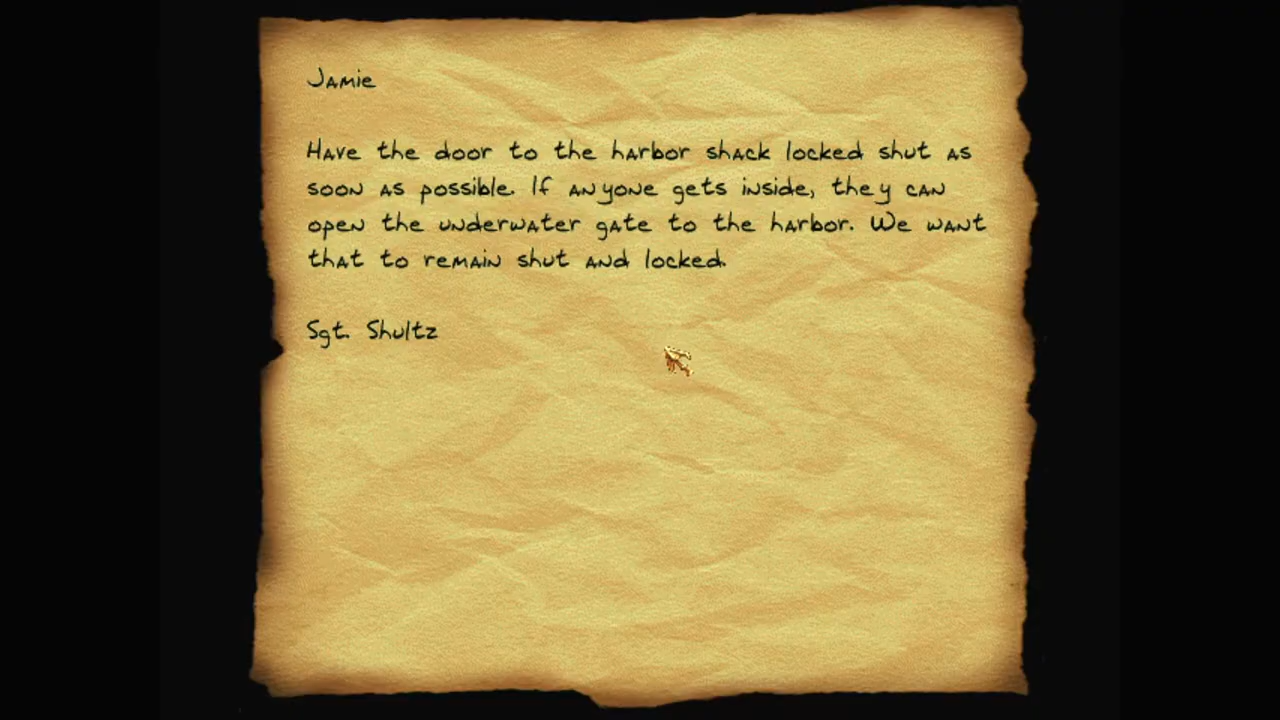 Jamie
Have the door to the harbor shack locked shut as
soon as possible. If anyone gets inside, they can
open the underwater gate to the harbor. We want
that to remain shut and locked.
Sgt. Shultz